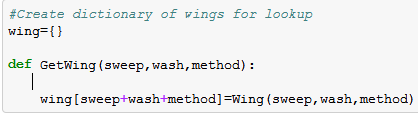 #Create dictionary of wings for lookup
wing={}
def GetWing(sweep,wash,method):
wing[sweep+wash+method]=Wing(sweep,wash,method)